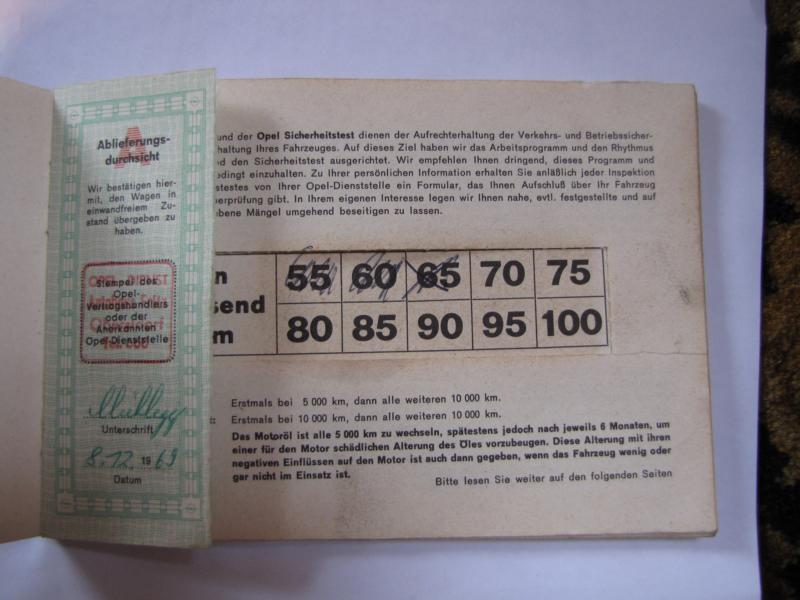 A
Ablieferungs-
durchsicht
Wir bestätigen hier-
mit, den Wagen in
einwandfreiem Zu-
stand übergeben zu
haben.
OPEL-DIENST
Stempel des
Opel-
Vertragshändlers
oder der
Anerkannten
Opel-Dienststelle
Unterschrift
8.12. 1969
Datum
und der Opel Sicherheitstest dienen der Aufrechterhaltung der Verkehrs- und Betriebssicher-
haltung Ihres Fahrzeuges. Auf dieses Ziel haben wir das Arbeitsprogramm und den Rhythmus
d den Sicherheitstest ausgerichtet. Wir empfehlen Ihnen dringend, dieses Programm und
edingt einzuhalten. Zu Ihrer persönlichen Information erhalten Sie anläßlich jeder Inspektion
stestes von Ihrer Opel-Dienststelle ein Formular, das Ihnen Aufschluß über Ihr Fahrzeug
erprüfung gibt. In Ihrem eigenen Interesse legen wir Ihnen nahe, evtl. festgestellte und auf
bene Mängel umgehend beseitigen zu lassen.
n 55 60 65 70 75
send
m 80 85 90 95 100
Erstmals bei 5 000 km, dann alle weiteren 10 000 km.
t: Erstmals bei 10 000 km, dann alle weiteren 10 000 km.
Das Motoröl ist alle 5 000 km zu wechseln, spätestens jedoch nach jeweils 6 Monaten, um
einer für den Motor schädlichen Alterung des Öles vorzubeugen. Diese Alterung mit ihren
negativen Einflüssen auf den Motor ist auch dann gegeben, wenn das Fahrzeug wenig oder
gar nicht im Einsatz ist.
Bitte lesen Sie weiter auf den folgenden Seiten